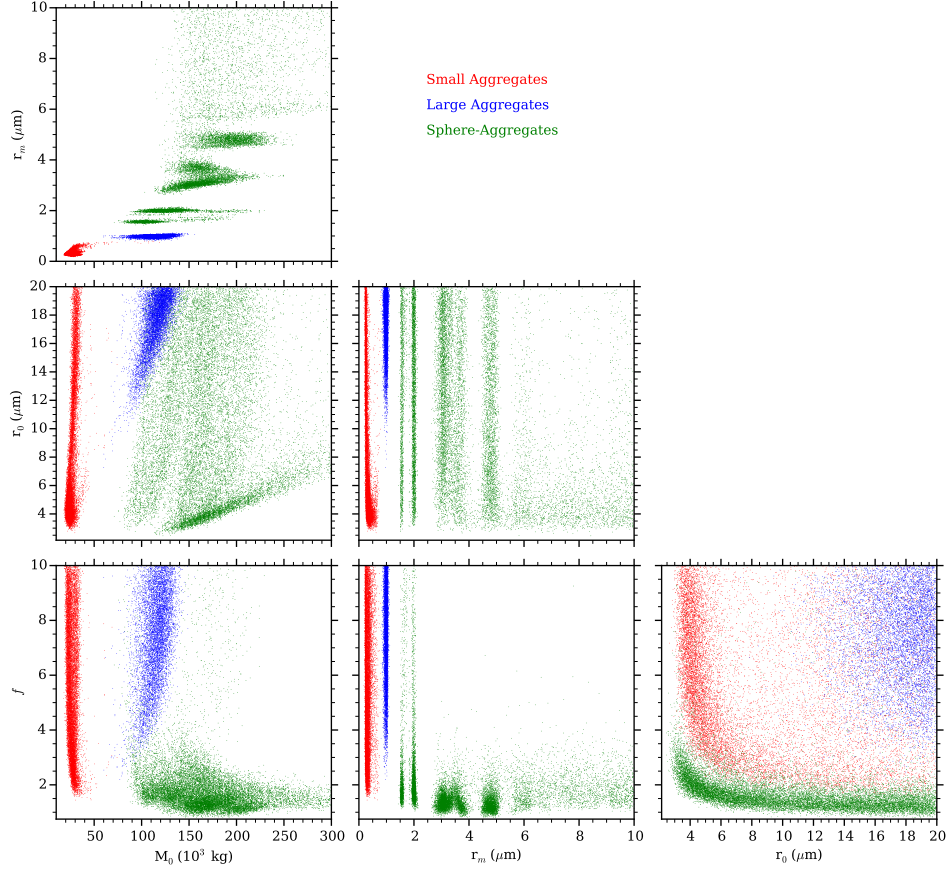 10
8
6
4
2
0
r_m (μm)
Small Aggregates
Large Aggregates
Sphere-Aggregates
20
18
16
14
12
10
8
6
4
r_0 (μm)
10
8
6
4
2
f
50 100 150 200 250 300
M_0 (10^3 kg)
0 2 4 6 8 10
r_m (μm)
4 6 8 10 12 14 16 18 20
r_0 (μm)